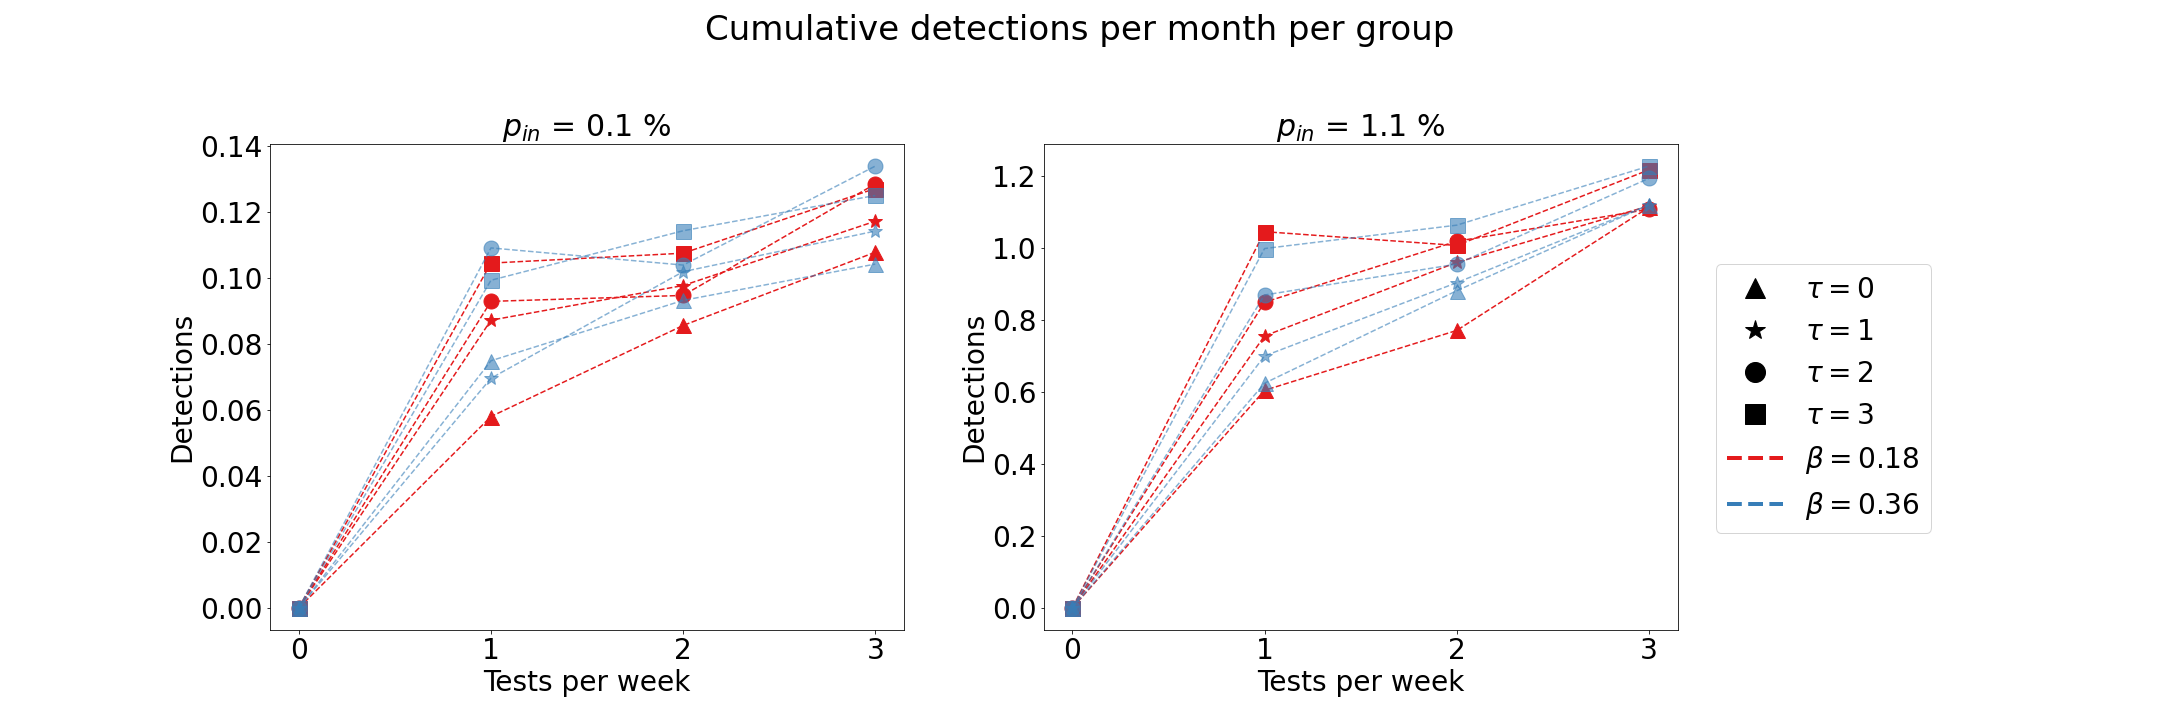 Cumulative detections per month per group
p_in = 0.1 %
0.14
0.12
0.10
0.08
0.06
0.04
0.02
0.00
Detections
0 1 2 3
Tests per week
p_in = 1.1 %
1.2
1.0
0.8
0.6
0.4
0.2
0.0
Detections
0 1 2 3
Tests per week
τ = 0
τ = 1
τ = 2
τ = 3
β = 0.18
β = 0.36